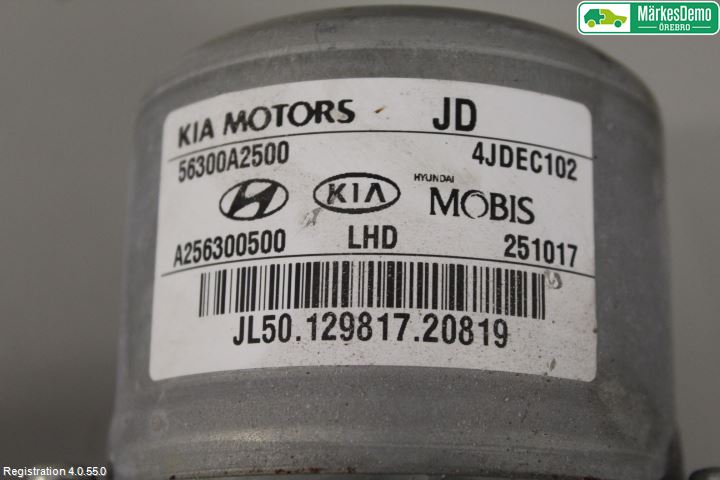 MärkesDemo
ÖREBRO
KIA MOTORS JD
56300A2500 4JDEC102
KIA HYUNDAI MOBIS
A256300500 LHD 251017
JL50.129817.20819
Registration 4.0.55.0